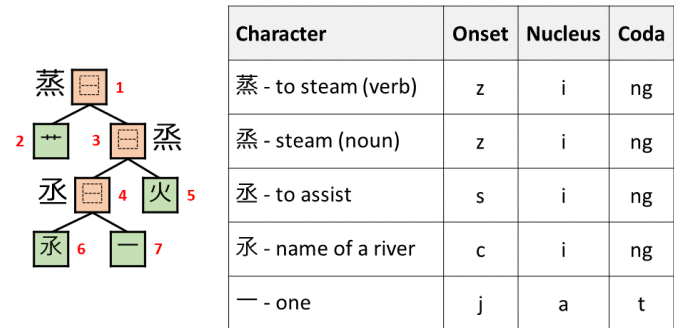 蒸 ⿱ 1
2 艹 3 ⿱ 烝
丞 ⿱ 4 火 5
氶 6 一 7
Character Onset Nucleus Coda
蒸 - to steam (verb) z i ng
烝 - steam (noun) z i ng
丞 - to assist s i ng
氶 - name of a river c i ng
一 - one j a t